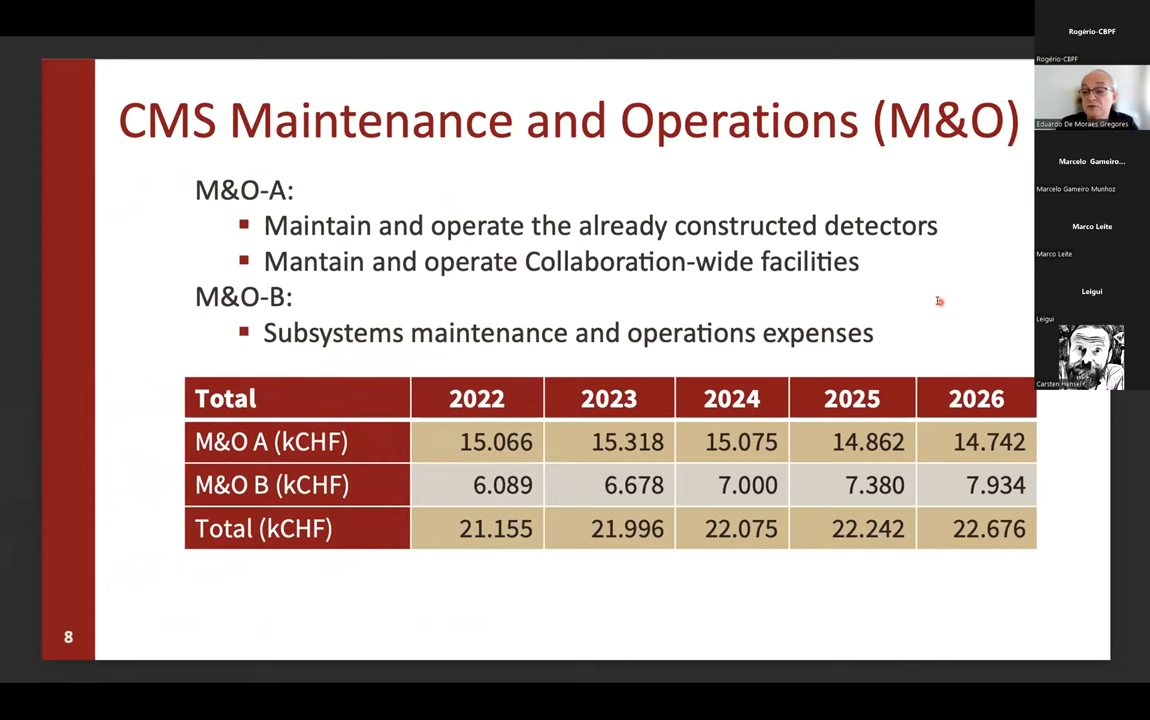 CMS Maintenance and Operations (M&O)
M&O-A:
▪ Maintain and operate the already constructed detectors
▪ Mantain and operate Collaboration-wide facilities
M&O-B:
▪ Subsystems maintenance and operations expenses
Total 2022 2023 2024 2025 2026
M&O A (kCHF) 15.066 15.318 15.075 14.862 14.742
M&O B (kCHF) 6.089 6.678 7.000 7.380 7.934
Total (kCHF) 21.155 21.996 22.075 22.242 22.676
8
Rogério-CBPF
Rogério-CBPF
Eduardo De Moraes Gregores
Marcelo Gameiro...
Marcelo Gameiro Munhoz
Marco Leite
Marco Leite
Leigui
Leigui
Carsten Hensel